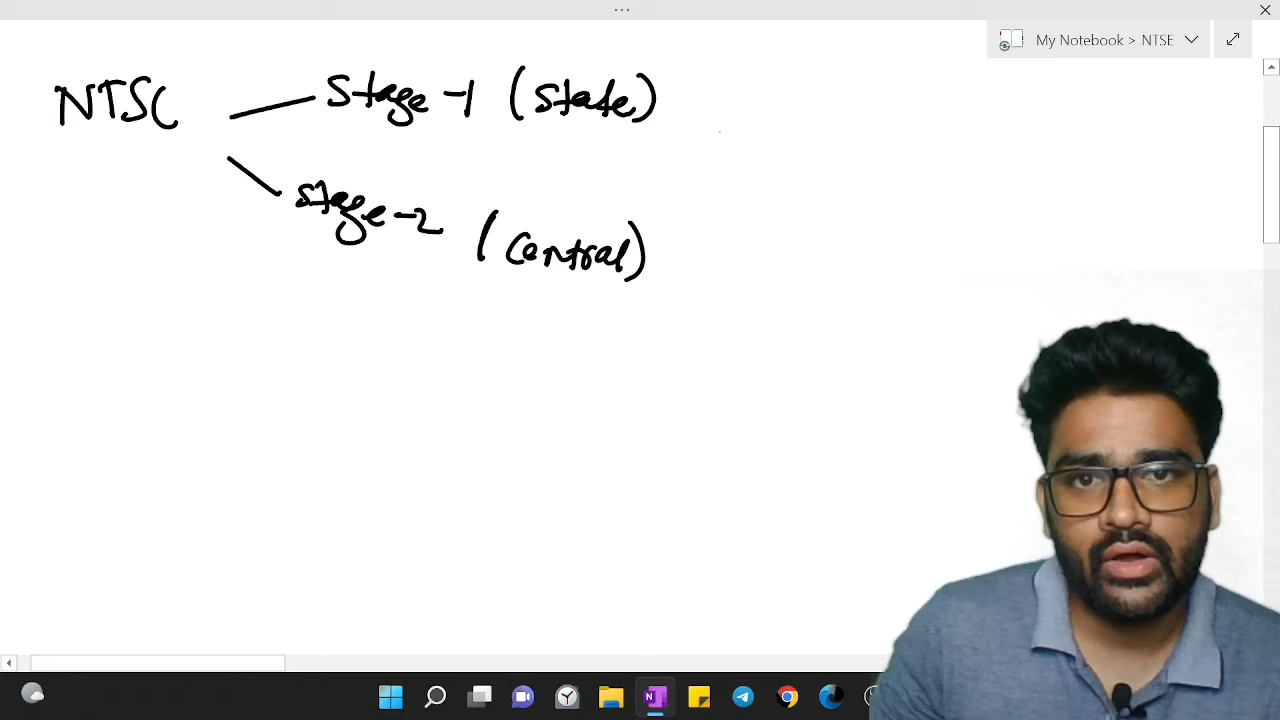 My Notebook > NTSE
NTSC
Stage-1 (State)
Stage-2 (Central)